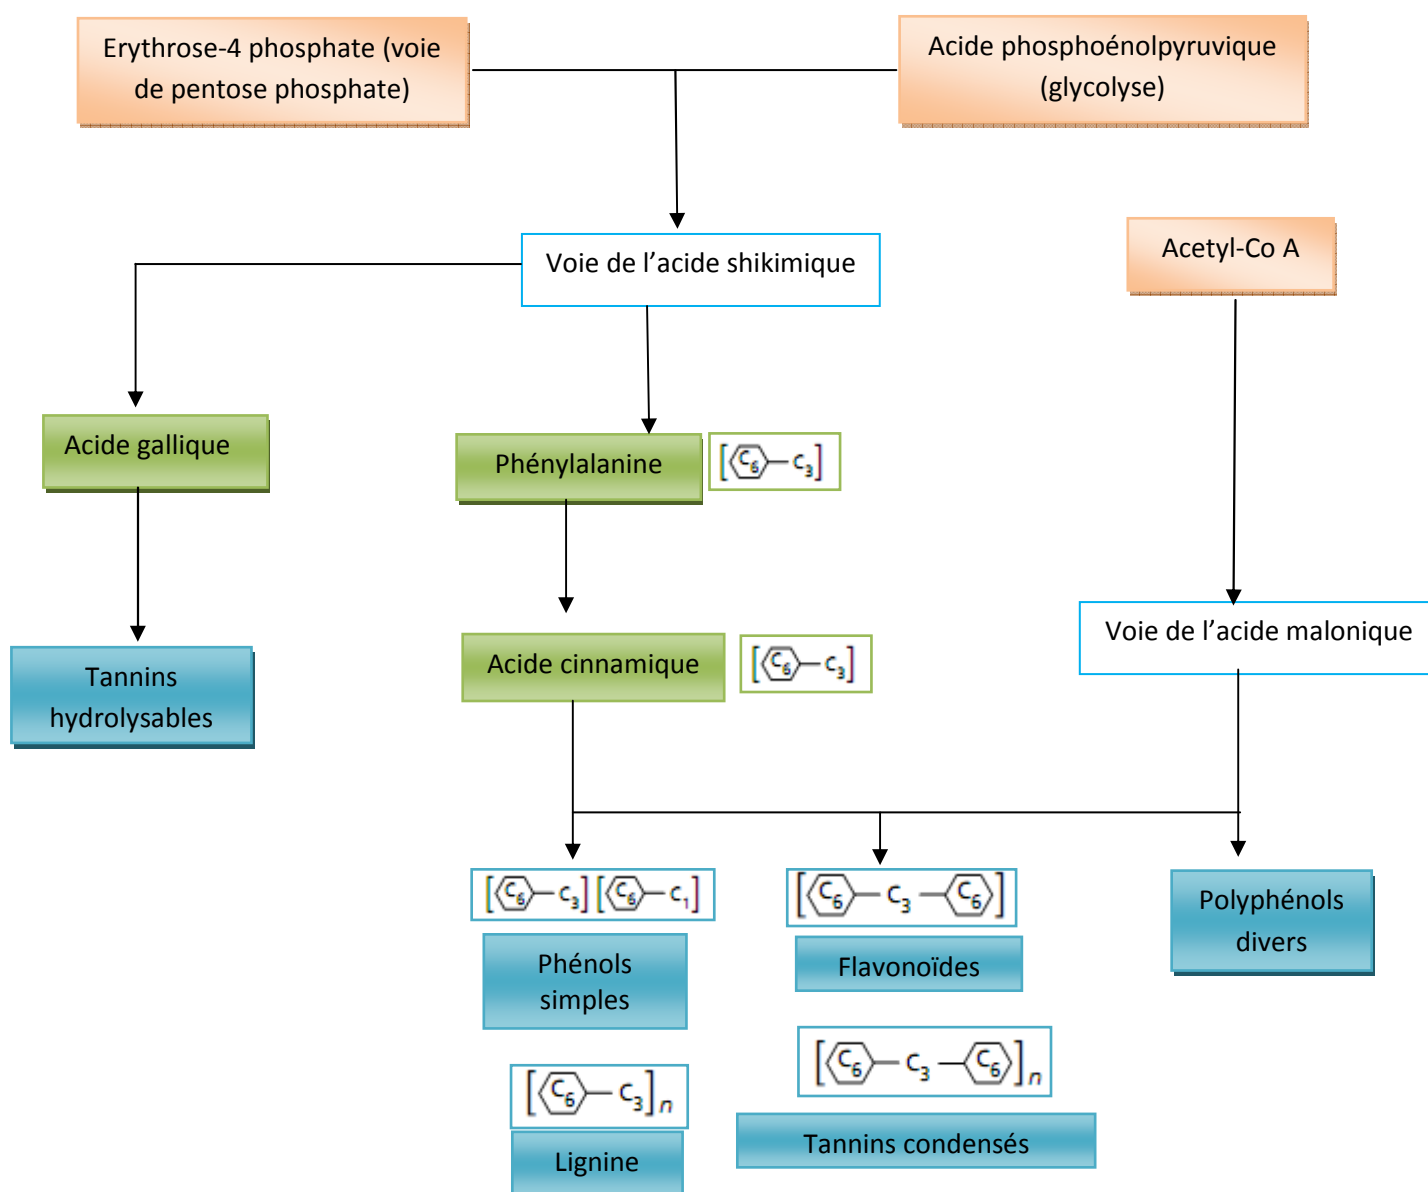 Erythrose-4 phosphate (voie
de pentose phosphate)
Acide phosphoénolpyruvique
(glycolyse)
Voie de l’acide shikimique
Acetyl-Co A
Acide gallique
Phénylalanine
[C₆—C₃]
Voie de l’acide malonique
Tannins
hydrolysables
Acide cinnamique
[C₆—C₃]
[C₆—C₃][C₆—C₁]
Phénols
simples
[C₆—C₃—C₆]
Flavonoïdes
Polyphénols
divers
[C₆—C₃]n
Lignine
[C₆—C₃—C₆]n
Tannins condensés